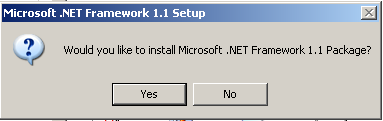 Microsoft .NET Framework 1.1 Setup
Would you like to install Microsoft .NET Framework 1.1 Package?
Yes
No